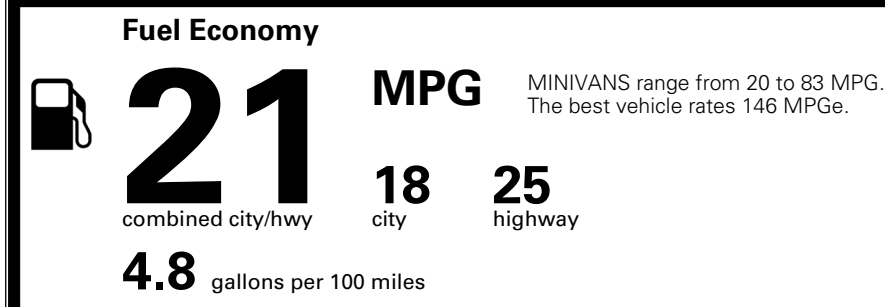 Fuel Economy
21
MPG
MINIVANS range from 20 to 83 MPG.
The best vehicle rates 146 MPGe.
18
25
combined city/hwy
city
highway
4.8 gallons per 100 miles